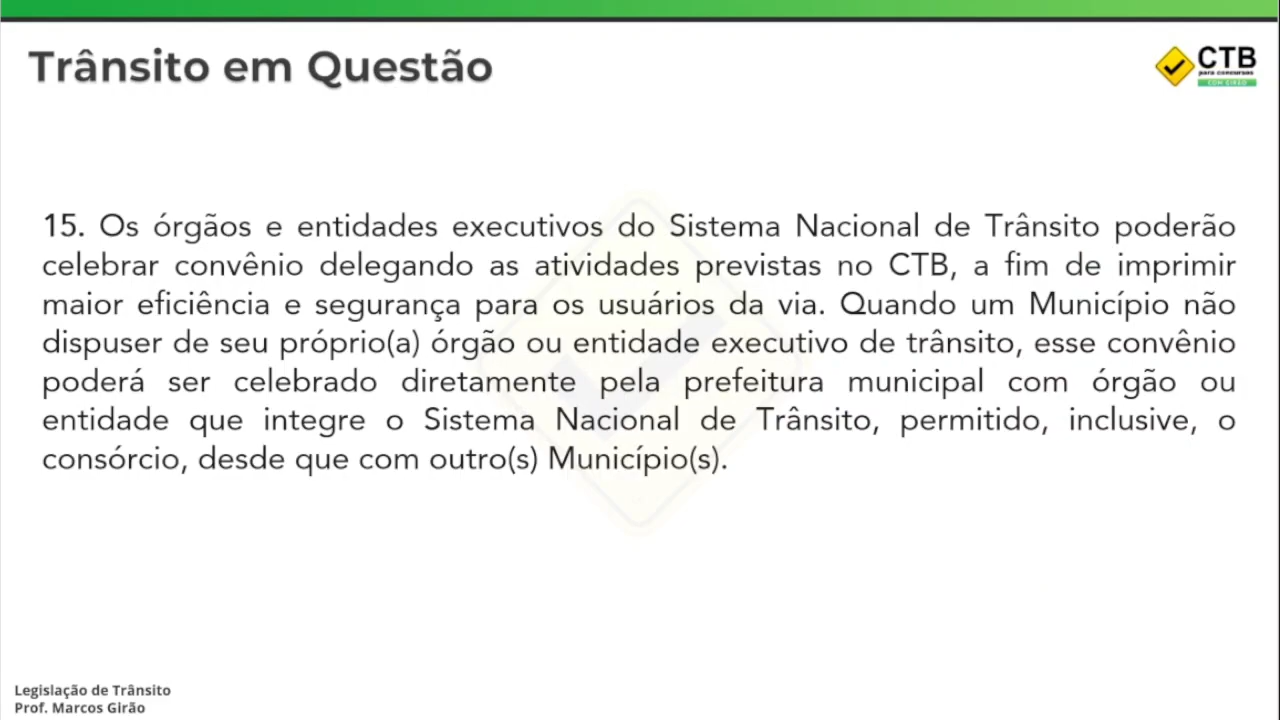 Trânsito em Questão
CTB
para concursos
COM GIRÃO
15. Os órgãos e entidades executivos do Sistema Nacional de Trânsito poderão
celebrar convênio delegando as atividades previstas no CTB, a fim de imprimir
maior eficiência e segurança para os usuários da via. Quando um Município não
dispuser de seu próprio(a) órgão ou entidade executivo de trânsito, esse convênio
poderá ser celebrado diretamente pela prefeitura municipal com órgão ou
entidade que integre o Sistema Nacional de Trânsito, permitido, inclusive, o
consórcio, desde que com outro(s) Município(s).
Legislação de Trânsito
Prof. Marcos Girão